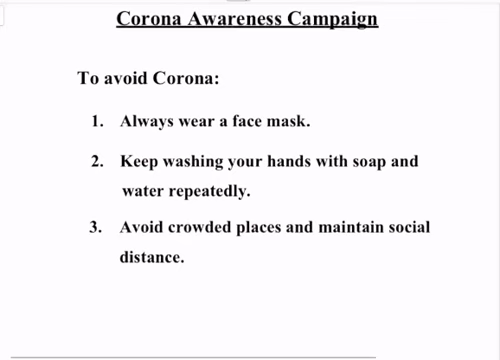 Corona Awareness Campaign
To avoid Corona:
1. Always wear a face mask.
2. Keep washing your hands with soap and
water repeatedly.
3. Avoid crowded places and maintain social
distance.